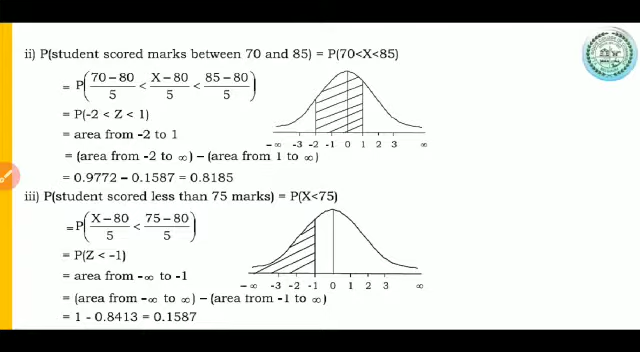 ii) P(student scored marks between 70 and 85) = P(70<X<85)
= P((70 – 80)/5 < (X – 80)/5 < (85 – 80)/5)
= P(-2 < Z < 1)
= area from -2 to 1
= (area from -2 to ∞) – (area from 1 to ∞)
= 0.9772 – 0.1587 = 0.8185
– ∞ -3 -2 -1 0 1 2 3 ∞
iii) P(student scored less than 75 marks) = P(X<75)
= P((X – 80)/5 < (75 – 80)/5)
= P(Z < -1)
= area from –∞ to -1
= (area from –∞ to ∞) – (area from -1 to ∞)
= 1 - 0.8413 = 0.1587
– ∞ -3 -2 -1 0 1 2 3 ∞